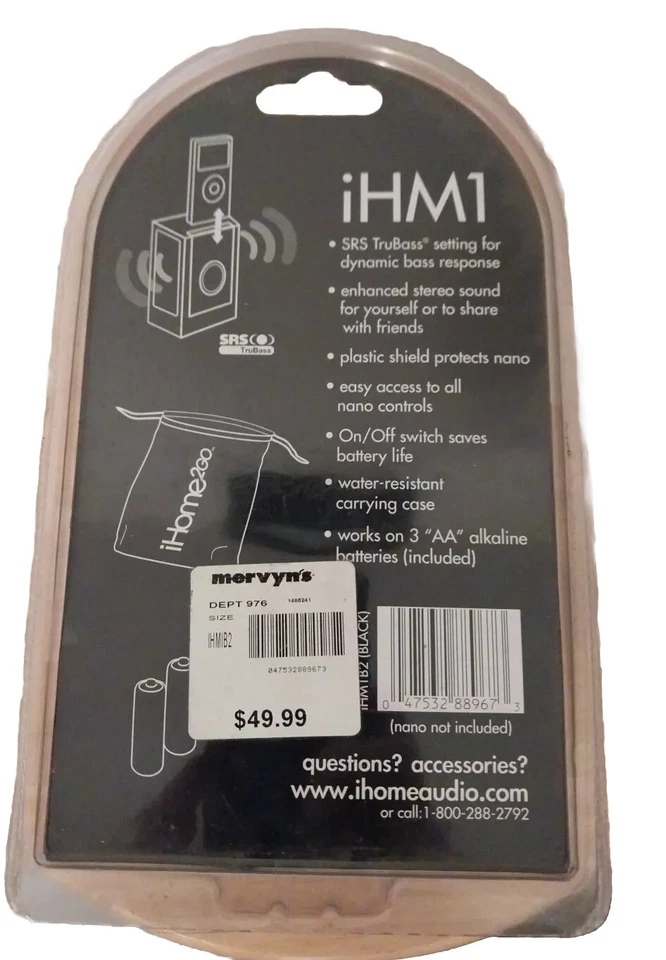 iHM1
• SRS TruBass® setting for
dynamic bass response
• enhanced stereo sound
for yourself or to share
with friends
• plastic shield protects nano
• easy access to all
nano controls
• On/Off switch saves
battery life
• water-resistant
carrying case
• works on 3 "AA" alkaline
batteries (included)
SRS
TruBass
iHome2GO
mervyn's
DEPT 976
SIZE
IHMIB2
047532889673
$49.99
iHM1B2 (BLACK)
0 47532 88967 3
(nano not included)
questions? accessories?
www.ihomeaudio.com
or call:1-800-288-2792